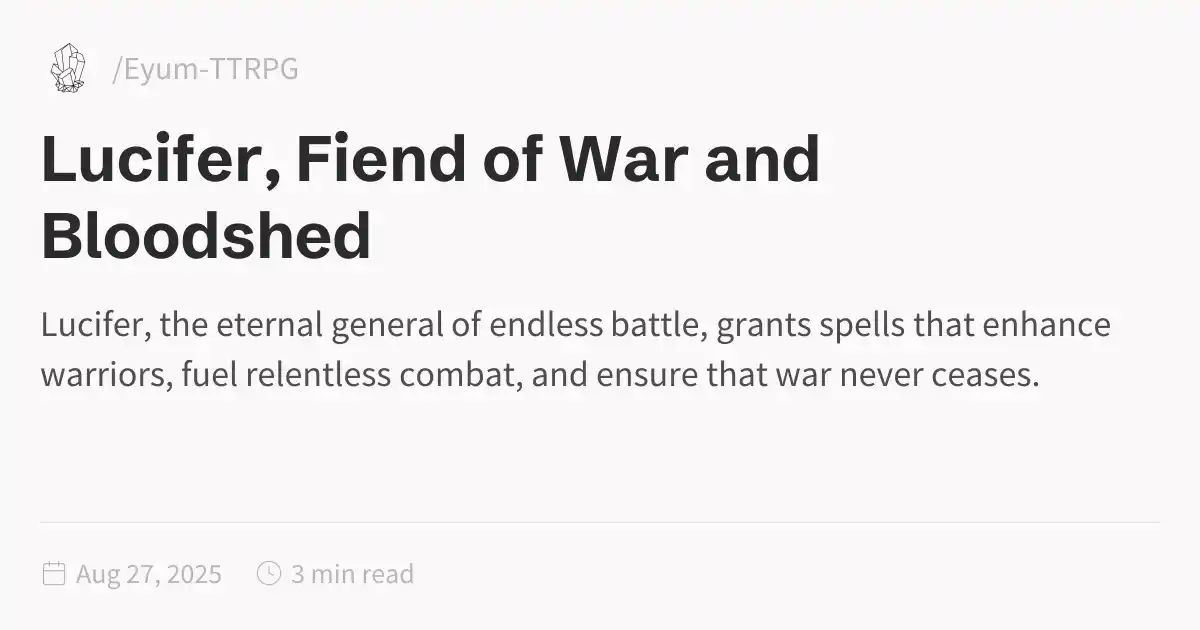 /Eyum-TTRPG
Lucifer, Fiend of War and
Bloodshed
Lucifer, the eternal general of endless battle, grants spells that enhance
warriors, fuel relentless combat, and ensure that war never ceases.
Aug 27, 2025 3 min read